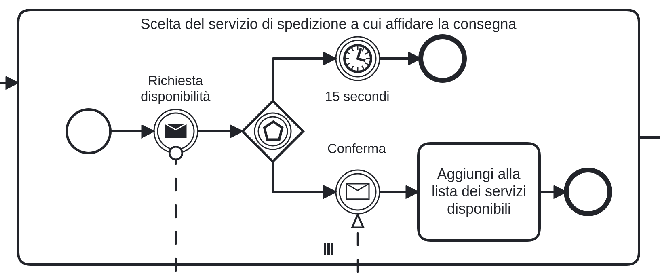 Scelta del servizio di spedizione a cui affidare la consegna
Richiesta
disponibilità
15 secondi
Conferma
Aggiungi alla
lista dei servizi
disponibili